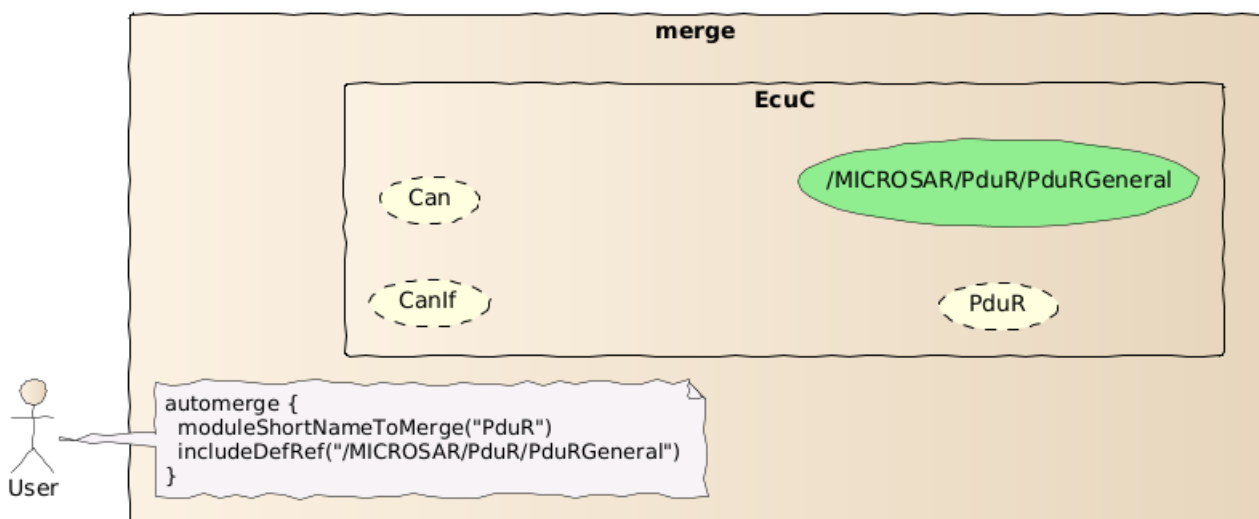 merge
EcuC
Can
/MICROSAR/PduR/PduRGeneral
CanIf
PduR
automerge {
moduleShortNameToMerge("PduR")
includeDefRef("/MICROSAR/PduR/PduRGeneral")
}
User